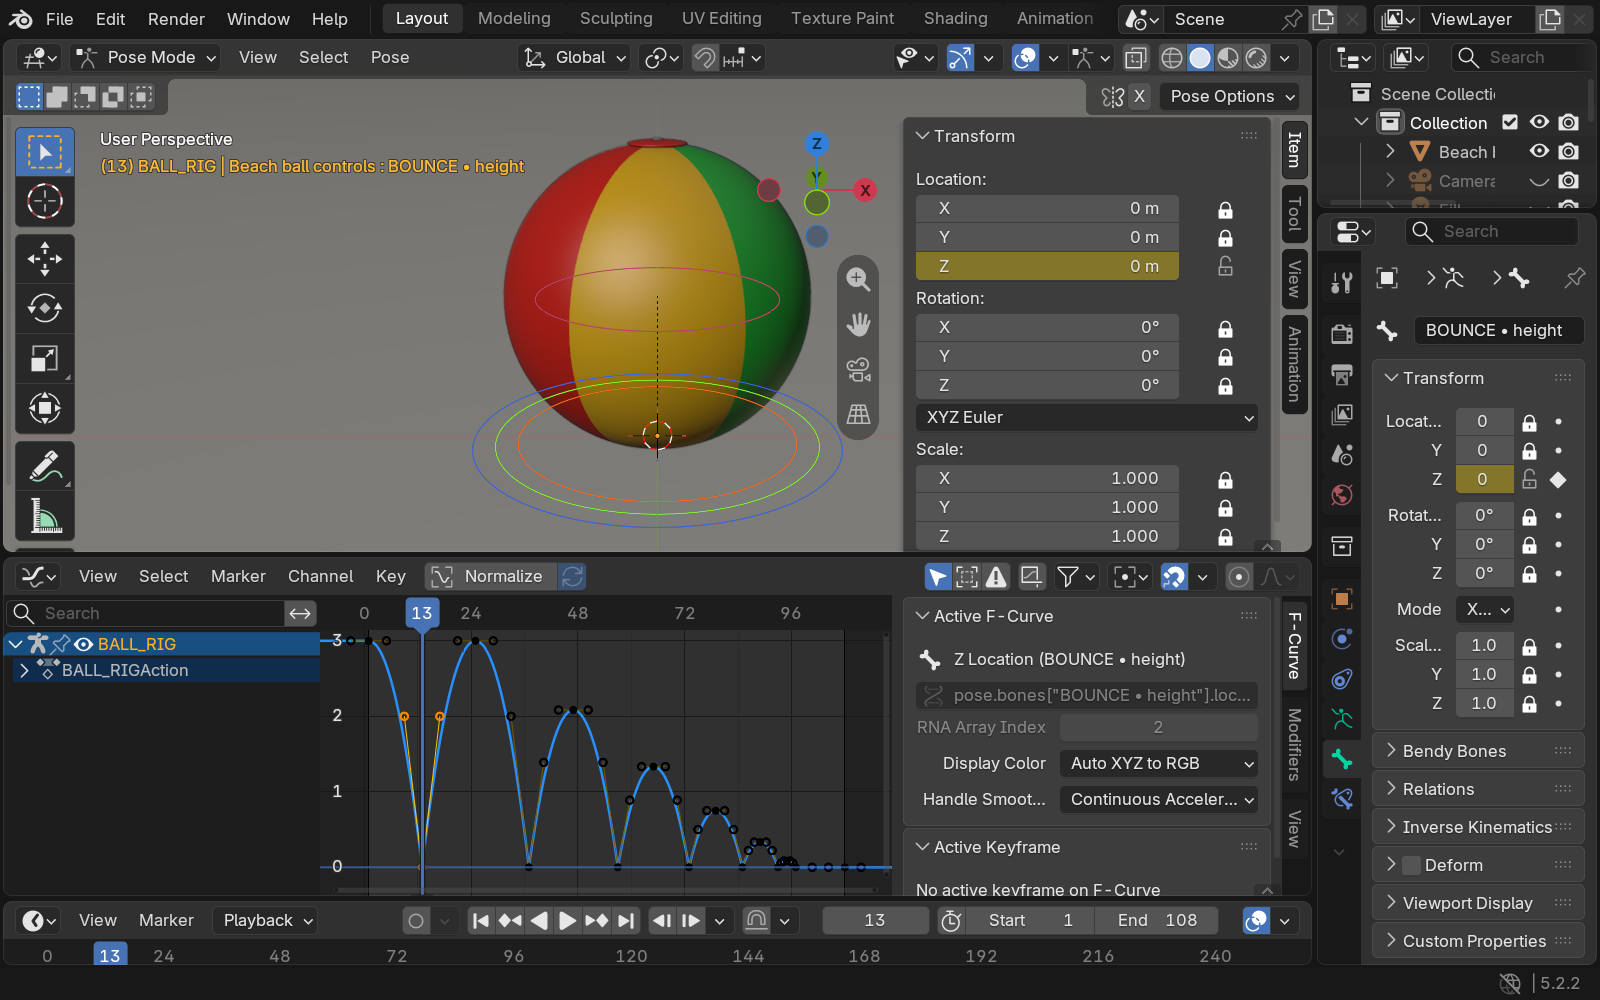 File Edit Render Window Help Layout Modeling Sculpting UV Editing Texture Paint Shading Animation Scene ViewLayer
Pose Mode View Select Pose Global
Search
X Pose Options
Scene Collecti
Collection
Beach
Camera
User Perspective
(13) BALL_RIG | Beach ball controls : BOUNCE • height
Z
Y
X
Transform
Location:
X 0 m
Y 0 m
Z 0 m
Rotation:
X 0°
Y 0°
Z 0°
XYZ Euler
Scale:
X 1.000
Y 1.000
Z 1.000
Item
Tool
View
Animation
Search
BOUNCE • height
Transform
Locat... 0
Y 0
Z 0
Rotat... 0°
Y 0°
Z 0°
Mode X...
Scal... 1.0
Y 1.0
Z 1.0
Bendy Bones
Relations
Inverse Kinematics
Deform
Viewport Display
Custom Properties
View Select Marker Channel Key Normalize
Search
0 13 24 48 72 96
BALL_RIG
BALL_RIGAction
3
2
1
0
Active F-Curve
Z Location (BOUNCE • height)
pose.bones["BOUNCE • height"].loc...
RNA Array Index 2
Display Color Auto XYZ to RGB
Handle Smoot... Continuous Acceler...
Active Keyframe
No active keyframe on F-Curve
F-Curve
Modifiers
View
View Marker Playback 13 Start 1 End 108
0 13 24 48 72 96 120 144 168 192 216 240
5.2.2